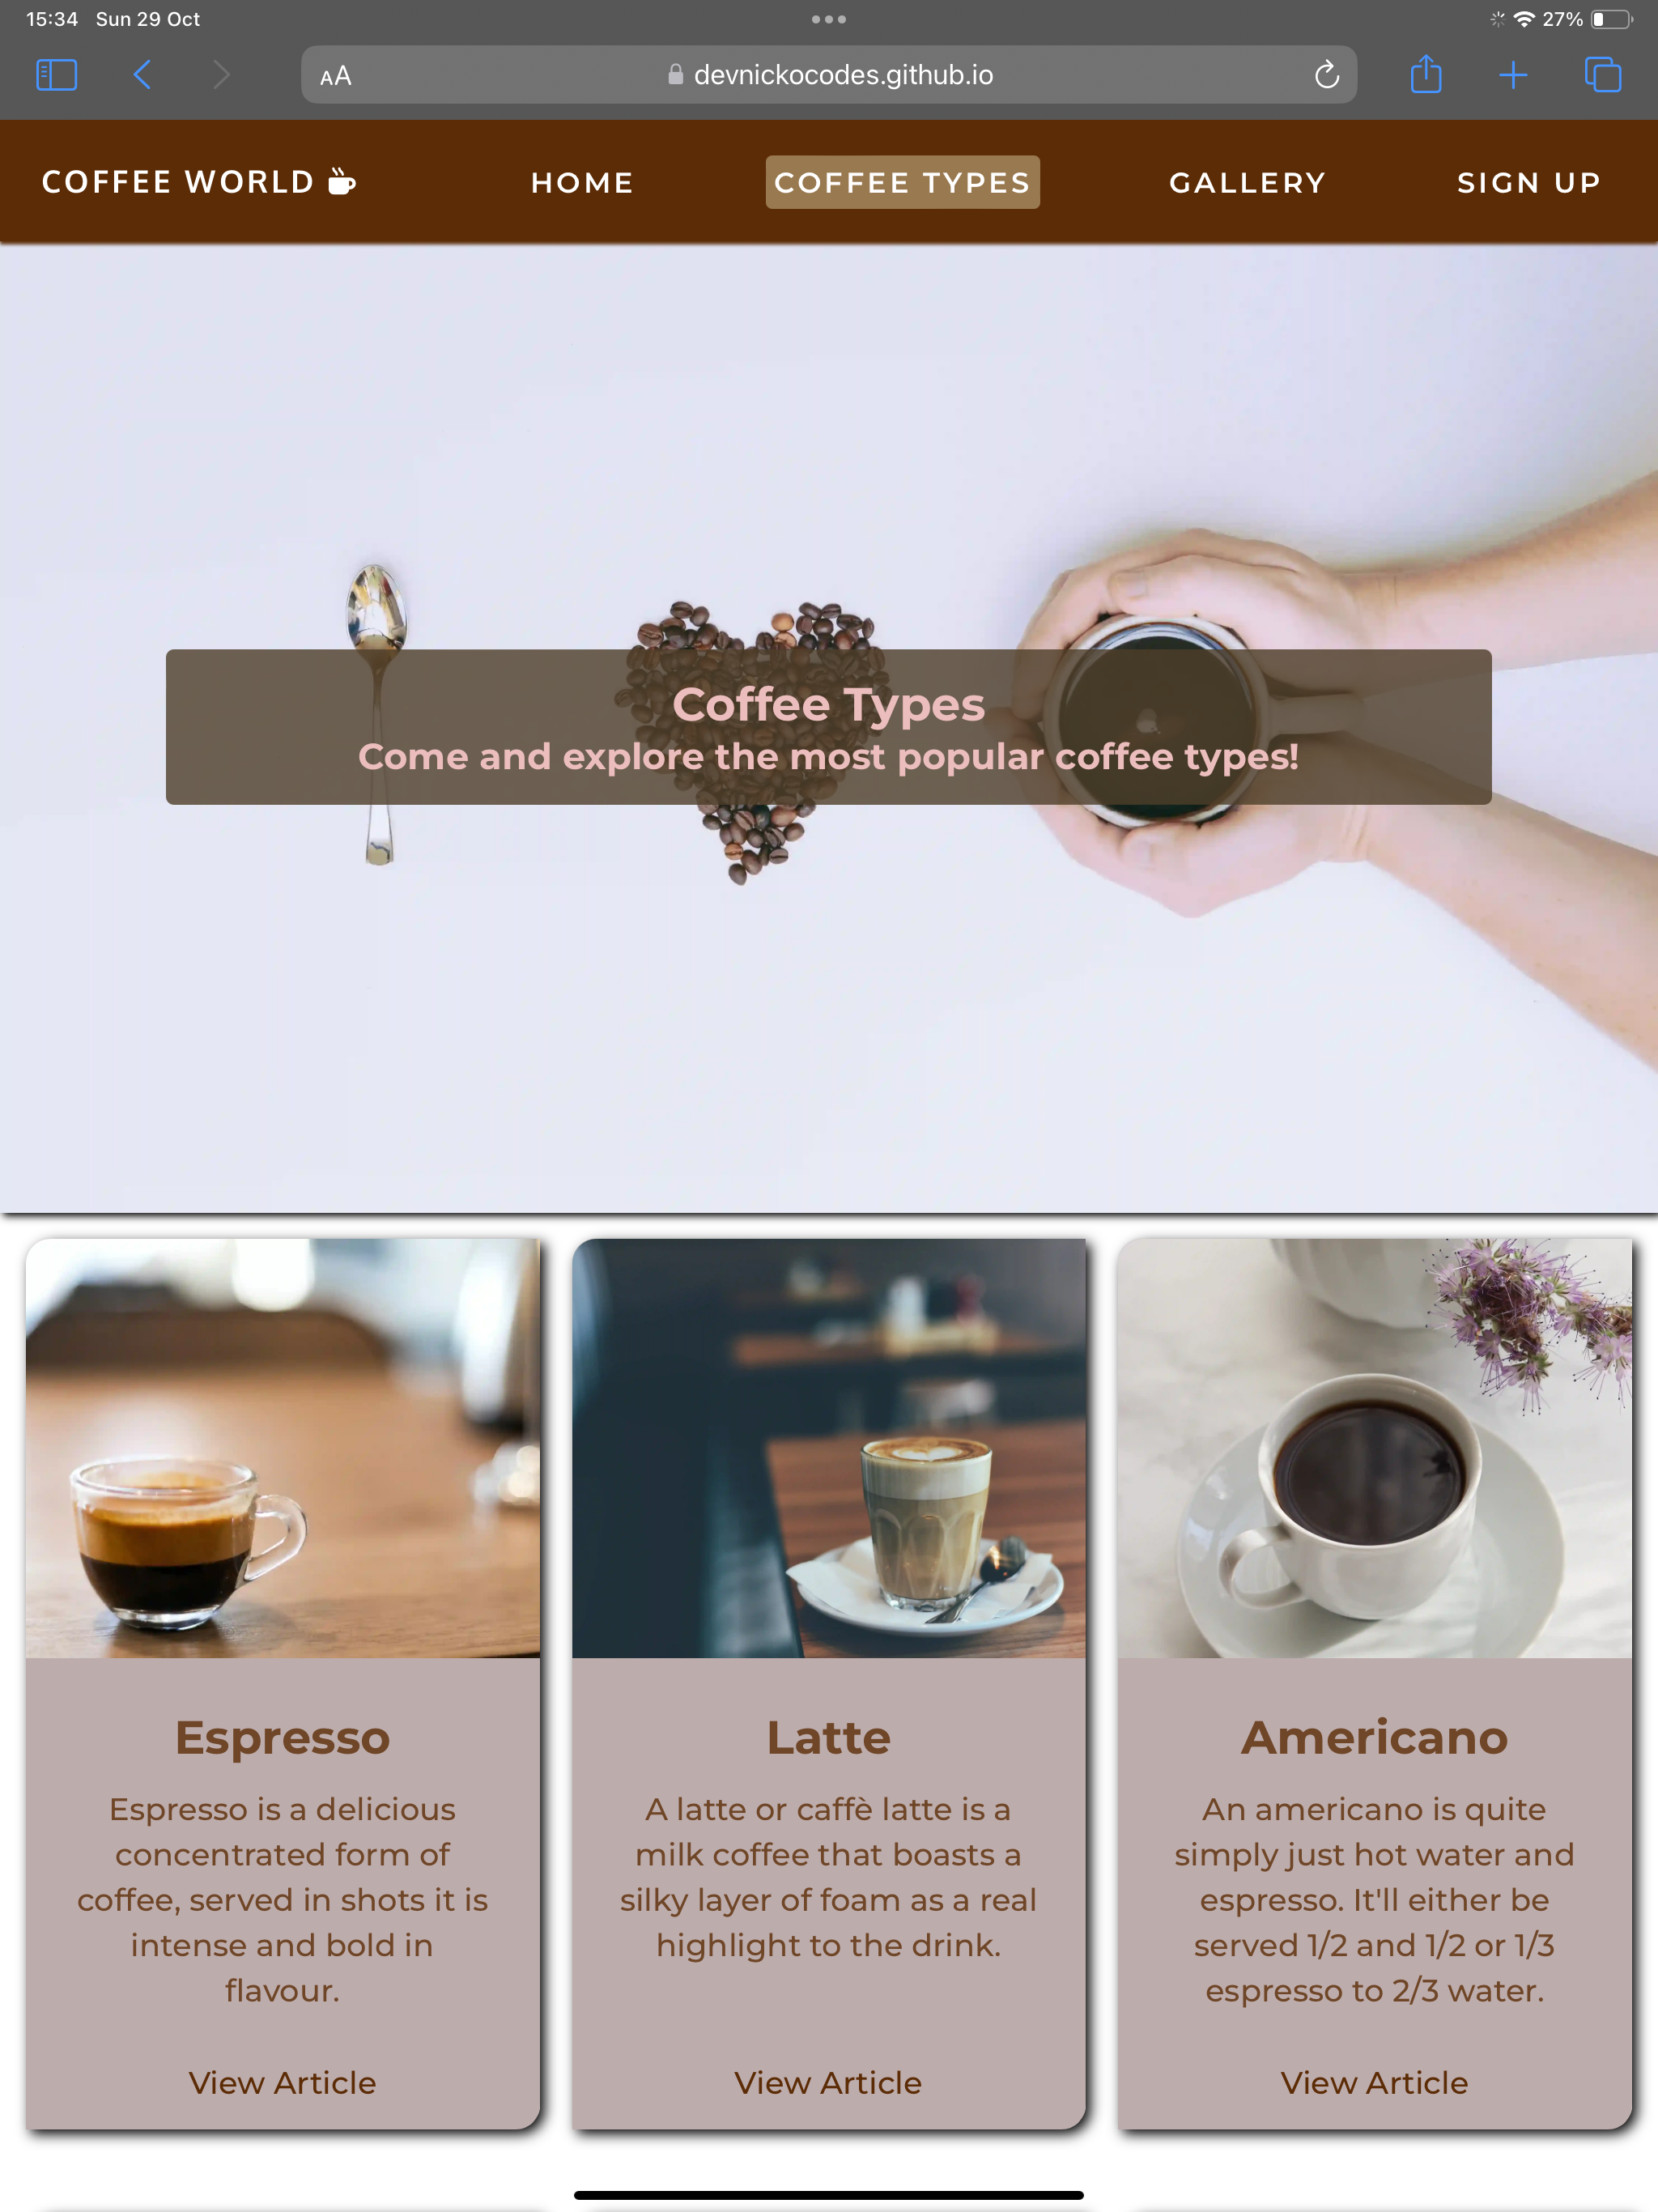 15:34 Sun 29 Oct
27%
AA devnickocodes.github.io
COFFEE WORLD HOME COFFEE TYPES GALLERY SIGN UP
Coffee Types
Come and explore the most popular coffee types!
Espresso
Espresso is a delicious
concentrated form of
coffee, served in shots it is
intense and bold in
flavour.
View Article
Latte
A latte or caffè latte is a
milk coffee that boasts a
silky layer of foam as a real
highlight to the drink.
View Article
Americano
An americano is quite
simply just hot water and
espresso. It'll either be
served 1/2 and 1/2 or 1/3
espresso to 2/3 water.
View Article